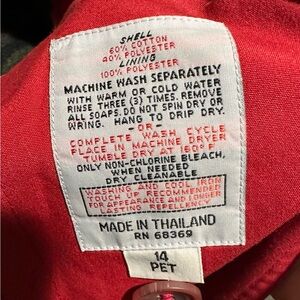 SHELL
60% COTTON
40% POLYESTER
LINING
100% POLYESTER
MACHINE WASH SEPARATELY
WITH WARM OR COLD WATER
RINSE THREE (3) TIMES. REMOVE
ALL SOAPS. DO NOT SPIN DRY OR
WRING. HANG TO DRIP DRY.
-OR-
COMPLETE WASH CYCLE
PLACE IN MACHINE DRYER
TUMBLE DRY AT 160°F
ONLY NON-CHLORINE BLEACH,
WHEN NEEDED
DRY CLEANABLE
WASHING AND COOL IRON
TOUCH UP RECOMMENDED
FOR APPEARANCE AND LONGER
LASTING REPELLENCY
MADE IN THAILAND
RN 68369
14
PET